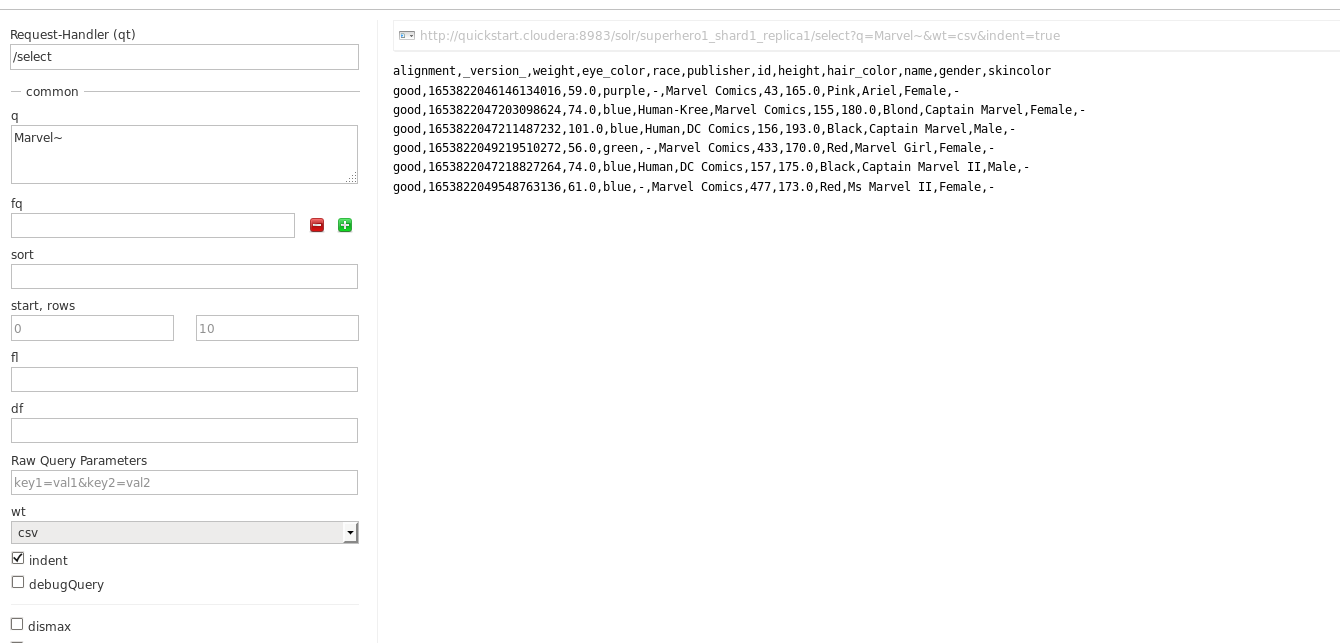 Request-Handler (qt)
/select
common
q
Marvel~
fq
sort
start, rows
0
10
fl
df
Raw Query Parameters
key1=val1&key2=val2
wt
csv
indent
debugQuery
dismax
http://quickstart.cloudera:8983/solr/superhero1_shard1_replica1/select?q=Marvel~&wt=csv&indent=true
alignment,_version_,weight,eye_color,race,publisher,id,height,hair_color,name,gender,skincolor
good,1653822046146134016,59.0,purple,-,Marvel Comics,43,165.0,Pink,Ariel,Female,-
good,1653822047203098624,74.0,blue,Human-Kree,Marvel Comics,155,180.0,Blond,Captain Marvel,Female,-
good,1653822047211487232,101.0,blue,Human,DC Comics,156,193.0,Black,Captain Marvel,Male,-
good,1653822049219510272,56.0,green,-,Marvel Comics,433,170.0,Red,Marvel Girl,Female,-
good,1653822047218827264,74.0,blue,Human,DC Comics,157,175.0,Black,Captain Marvel II,Male,-
good,1653822049548763136,61.0,blue,-,Marvel Comics,477,173.0,Red,Ms Marvel II,Female,-